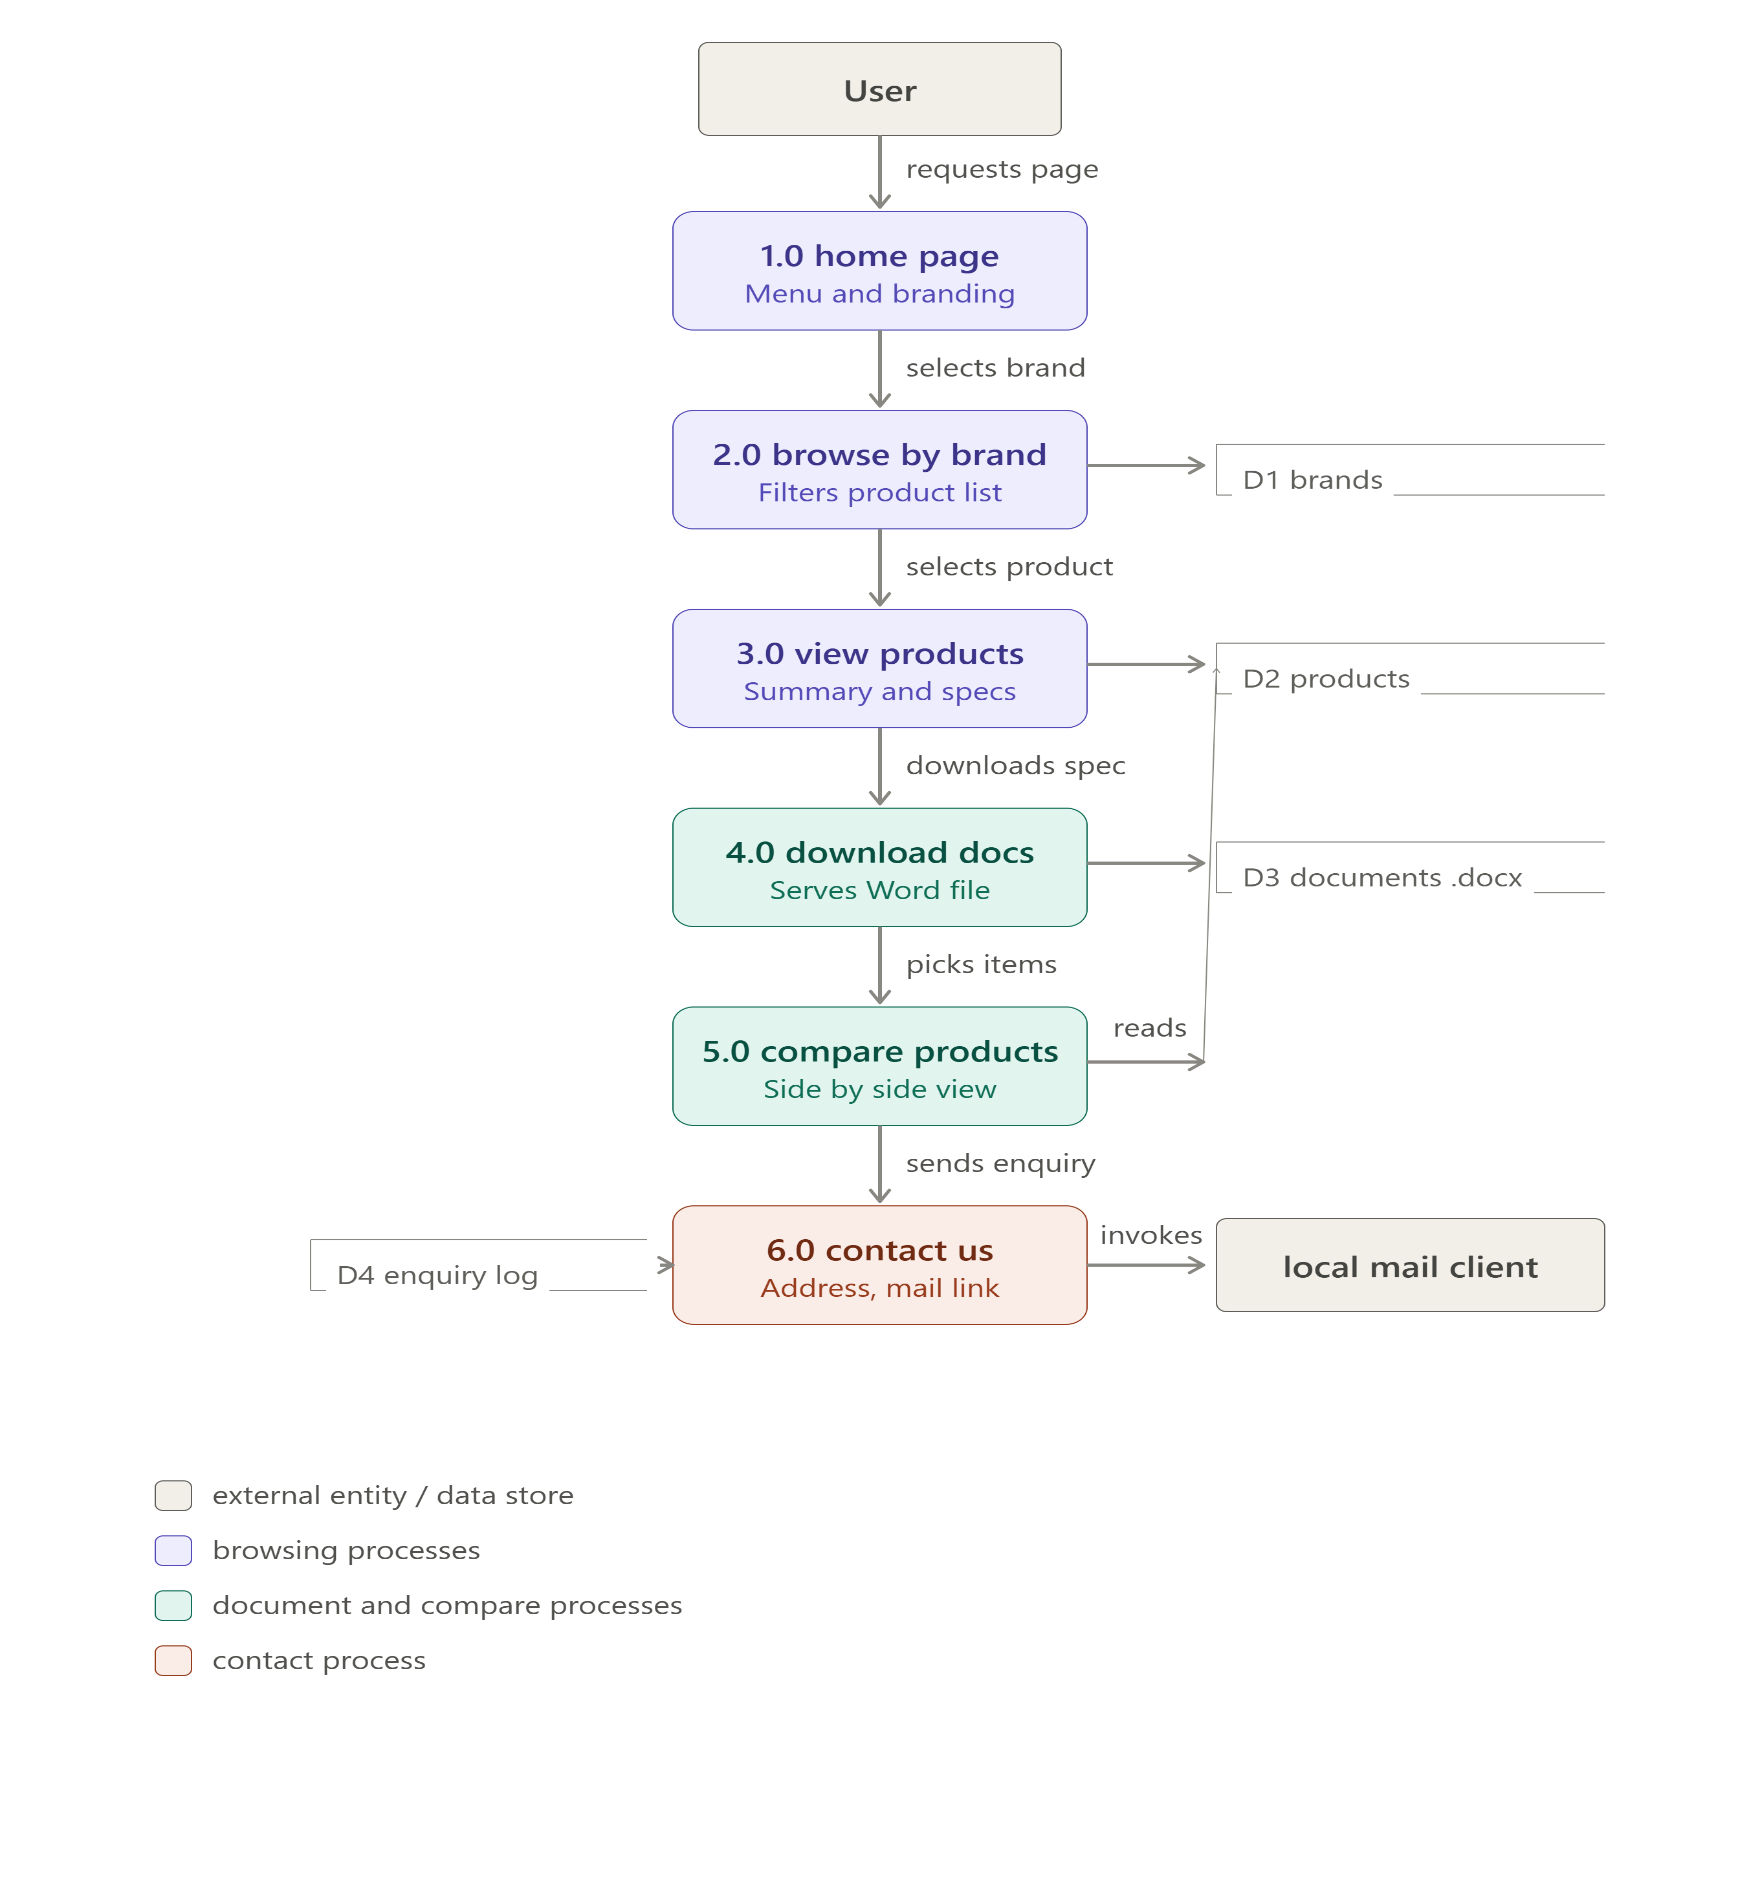 User
requests page
1.0 home page
Menu and branding
selects brand
2.0 browse by brand
Filters product list
D1 brands
selects product
3.0 view products
Summary and specs
D2 products
downloads spec
4.0 download docs
Serves Word file
D3 documents .docx
picks items
5.0 compare products
Side by side view
reads
sends enquiry
D4 enquiry log
6.0 contact us
Address, mail link
invokes
local mail client
external entity / data store
browsing processes
document and compare processes
contact process